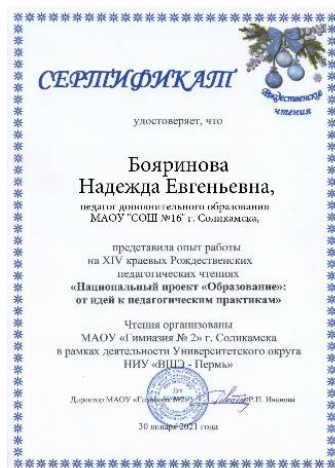 СЕРТИФИКАТ
Рождественские
чтения
удостоверяет, что
Бояринова
Надежда Евгеньевна,
педагог дополнительного образования
МАОУ "СОШ №16" г. Соликамска,
представила опыт работы
на XIV краевых Рождественских
педагогических чтениях
«Национальный проект «Образование»:
от идей к педагогическим практикам»
Чтения организованы
МАОУ «Гимназия № 2» г. Соликамска
в рамках деятельности Университетского округа
НИУ «ВШЭ - Пермь»
Директор МАОУ «Гимназия №2» Р.П. Иванова
30 января 2021 года